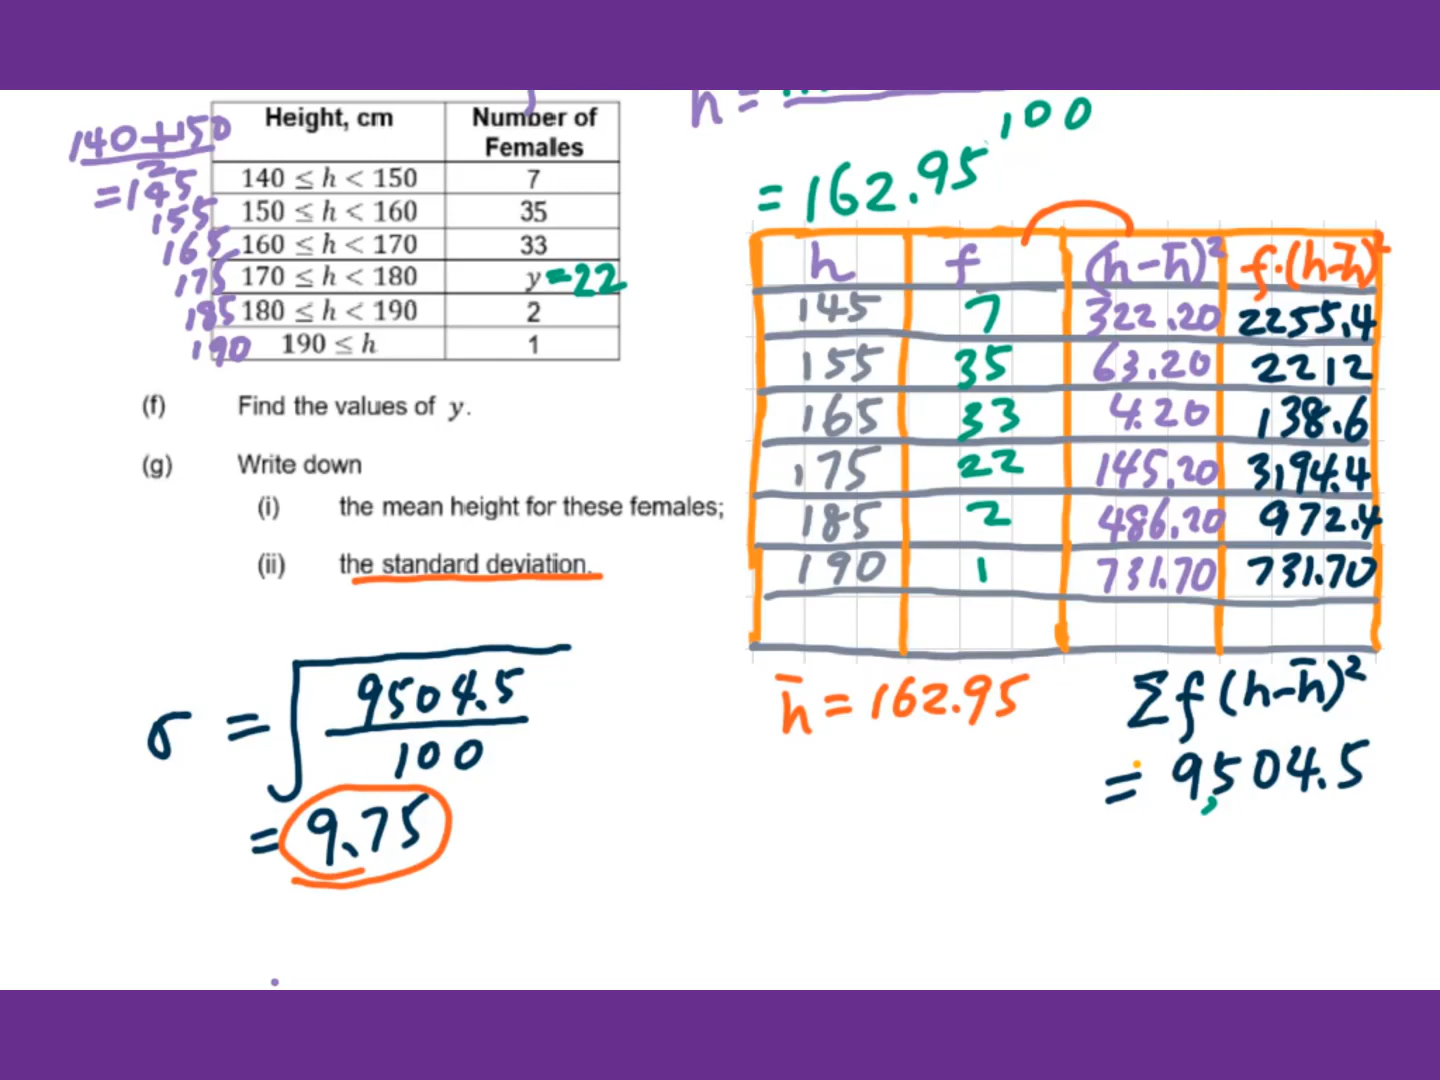 h =
100
= 162.95
140+150
2
= 145
155
165
175
185
190
Height, cm Number of Females
140 ≤ h < 150 7
150 ≤ h < 160 35
160 ≤ h < 170 33
170 ≤ h < 180 y = 22
180 ≤ h < 190 2
190 ≤ h 1
(f) Find the values of y.
(g) Write down
(i) the mean height for these females;
(ii) the standard deviation.
h f (h-h̄)² f·(h-h̄)²
145 7 322.20 2255.4
155 35 63.20 2212
165 33 4.20 138.6
175 22 145.20 3194.4
185 2 486.20 972.4
190 1 731.70 731.70
h̄ = 162.95
Σf(h-h̄)²
= 9,504.5
σ = √
9504.5
100
= 9.75